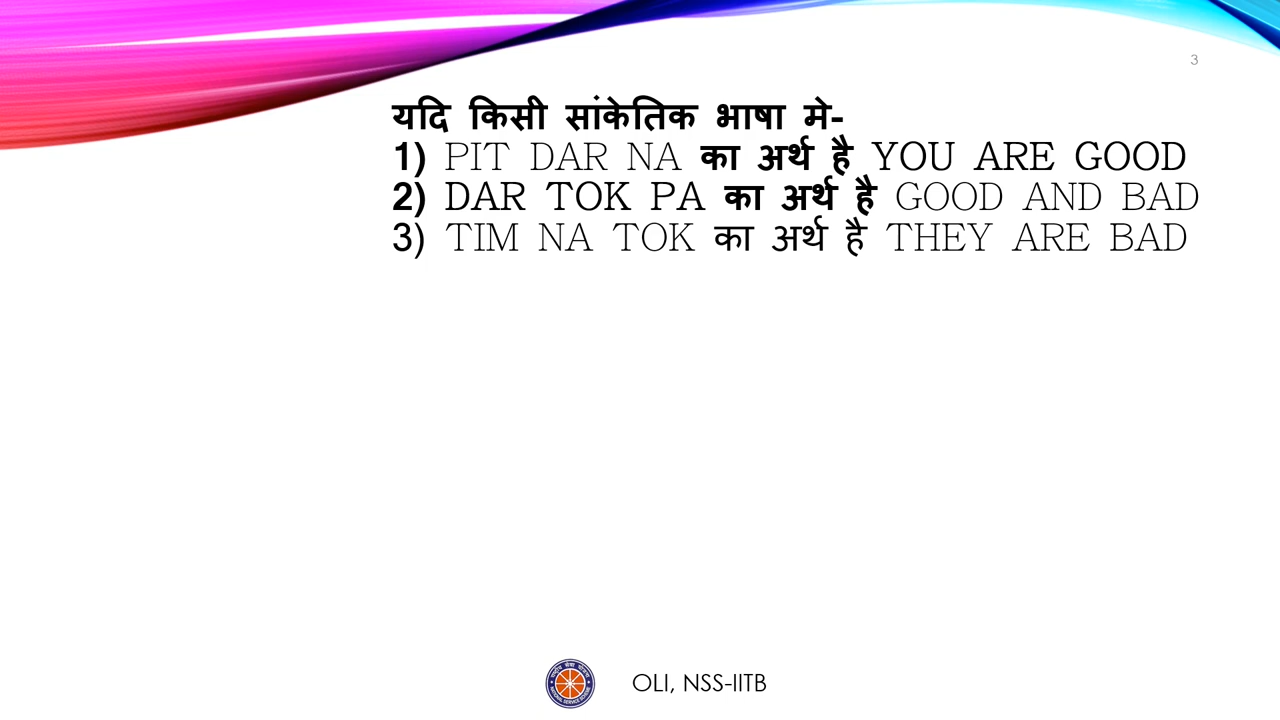 3
यदि किसी सांकेतिक भाषा मे-
1) PIT DAR NA का अर्थ है YOU ARE GOOD
2) DAR TOK PA का अर्थ है GOOD AND BAD
3) TIM NA TOK का अर्थ है THEY ARE BAD
OLI, NSS-IITB